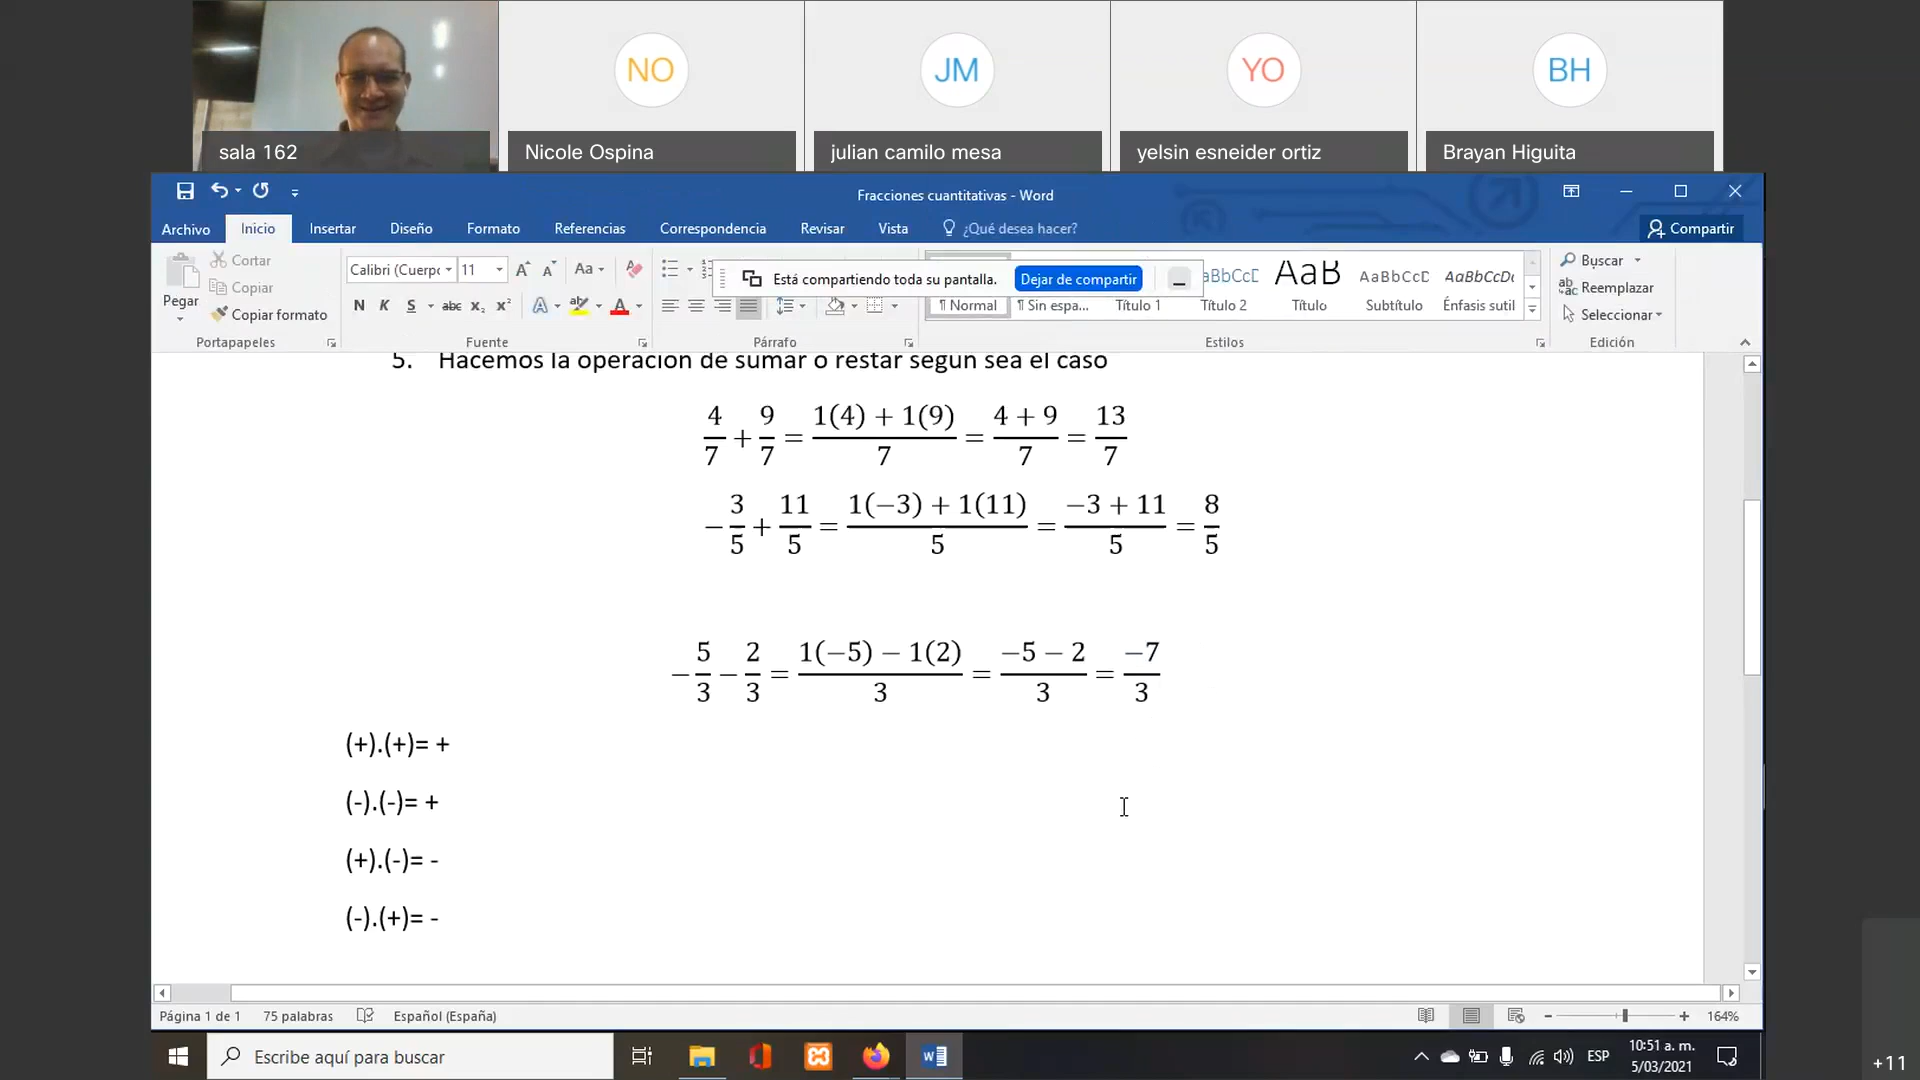 NO JM YO BH
sala 162 Nicole Ospina julian camilo mesa yelsin esneider ortiz Brayan Higuita
Fracciones cuantitativas - Word
Archivo Inicio Insertar Diseño Formato Referencias Correspondencia Revisar Vista ¿Qué desea hacer? Compartir
Pegar Cortar Copiar Copiar formato
Portapapeles
Calibri (Cuerpo 11 Aa
N K S abc x₂ x² A A
Fuente
Está compartiendo toda su pantalla. Dejar de compartir
Párrafo
AaBbCcD AaB AaBbCcD AaBbCcDc
¶ Normal ¶ Sin espa... Título 1 Título 2 Título Subtítulo Énfasis sutil
Estilos
Buscar
Reemplazar
Seleccionar
Edición
5. Hacemos la operación de sumar o restar según sea el caso
4/7 + 9/7 = (1(4) + 1(9))/7 = (4 + 9)/7 = 13/7
−3/5 + 11/5 = (1(−3) + 1(11))/5 = (−3 + 11)/5 = 8/5
−5/3 − 2/3 = (1(−5) − 1(2))/3 = (−5 − 2)/3 = −7/3
(+).(+)= +
(-).(-)= +
(+).(-)= -
(-).(+)= -
Página 1 de 1 75 palabras Español (España) 164%
Escribe aquí para buscar ESP 10:51 a. m.
5/03/2021
+11